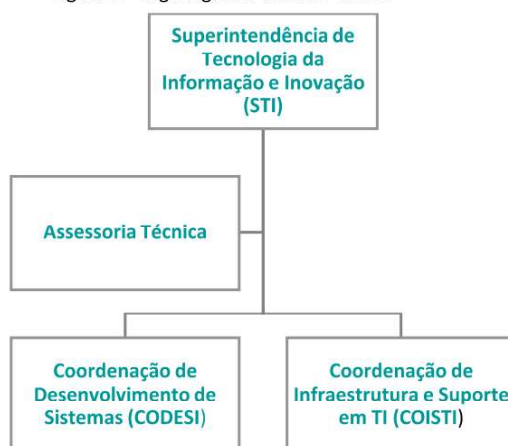 Superintendência de
Tecnologia da
Informação e Inovação
(STI)
Assessoria Técnica
Coordenação de
Desenvolvimento de
Sistemas (CODESI)
Coordenação de
Infraestrutura e Suporte
em TI (COISTI)